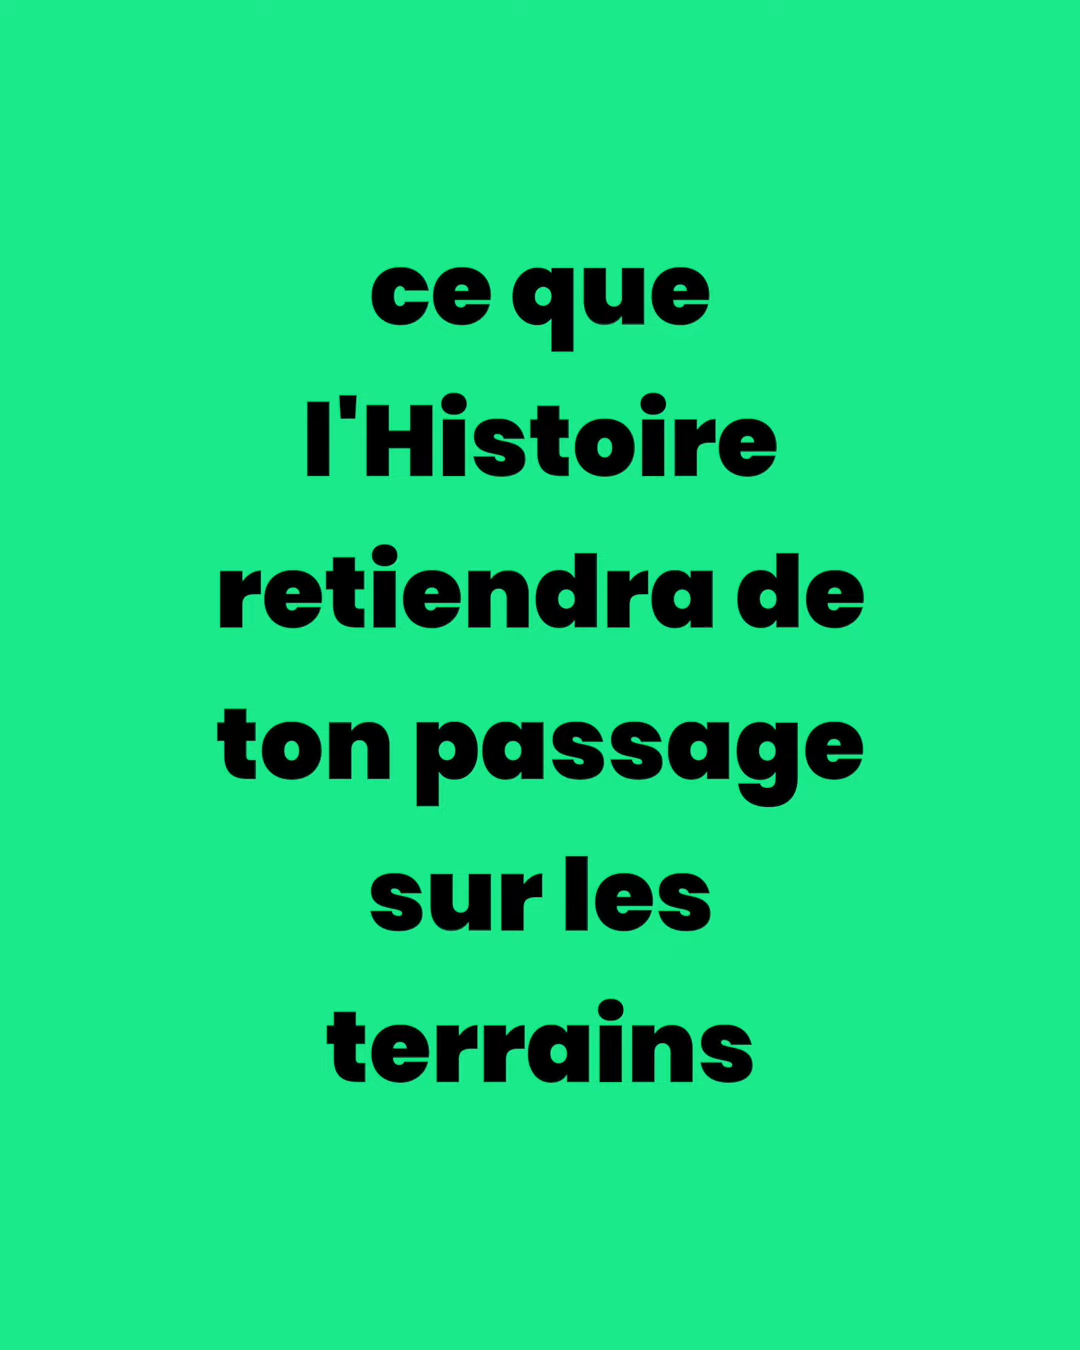 ce que
l'Histoire
retiendra de
ton passage
sur les
terrains